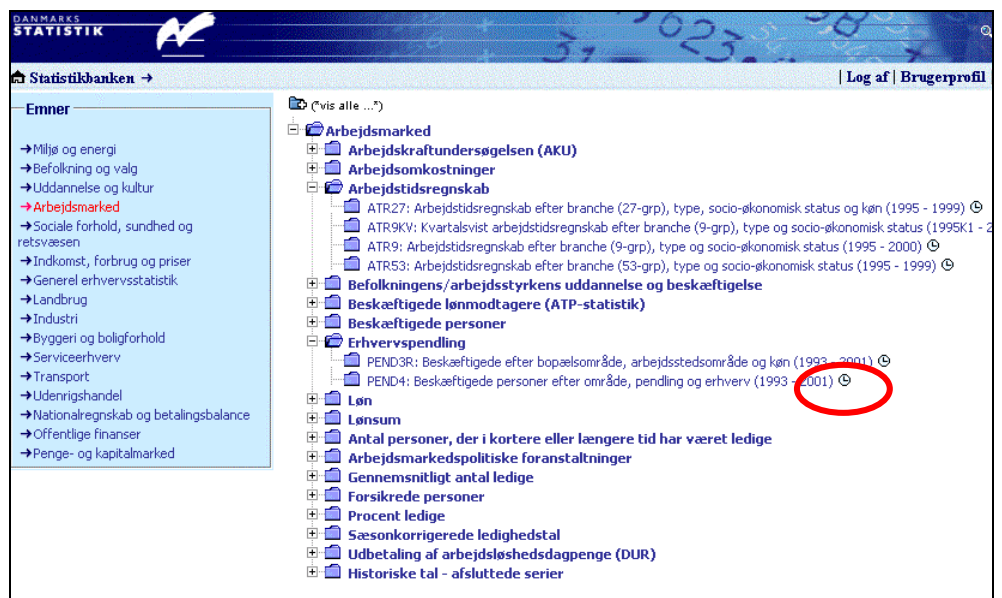 DANMARKS
STATISTIK
Statistikbanken →
| Log af | Brugerprofil |
Emner
→Miljø og energi
→Befolkning og valg
→Uddannelse og kultur
→Arbejdsmarked
→Sociale forhold, sundhed og
retsvæsen
→Indkomst, forbrug og priser
→Generel erhvervsstatistik
→Landbrug
→Industri
→Byggeri og boligforhold
→Serviceerhverv
→Transport
→Udenrigshandel
→Nationalregnskab og betalingsbalance
→Offentlige finanser
→Penge- og kapitalmarked
("vis alle ...")
Arbejdsmarked
Arbejdskraftundersøgelsen (AKU)
Arbejdsomkostninger
Arbejdstidsregnskab
ATR27: Arbejdstidsregnskab efter branche (27-grp), type, socio-økonomisk status og køn (1995 - 1999)
ATR9KV: Kvartalsvist arbejdstidsregnskab efter branche (9-grp), type og socio-økonomisk status (1995K1 - 2
ATR9: Arbejdstidsregnskab efter branche (9-grp), type og socio-økonomisk status (1995 - 2000)
ATR53: Arbejdstidsregnskab efter branche (53-grp), type og socio-økonomisk status (1995 - 1999)
Befolkningens/arbejdsstyrkens uddannelse og beskæftigelse
Beskæftigede lønmodtagere (ATP-statistik)
Beskæftigede personer
Erhvervspendling
PEND3R: Beskæftigede efter bopælsområde, arbejdsstedsområde og køn (1993 - 2001)
PEND4: Beskæftigede personer efter område, pendling og erhverv (1993 - 2001)
Løn
Lønsum
Antal personer, der i kortere eller længere tid har været ledige
Arbejdsmarkedspolitiske foranstaltninger
Gennemsnitligt antal ledige
Forsikrede personer
Procent ledige
Sæsonkorrigerede ledighedstal
Udbetaling af arbejdsløshedsdagpenge (DUR)
Historiske tal - afsluttede serier